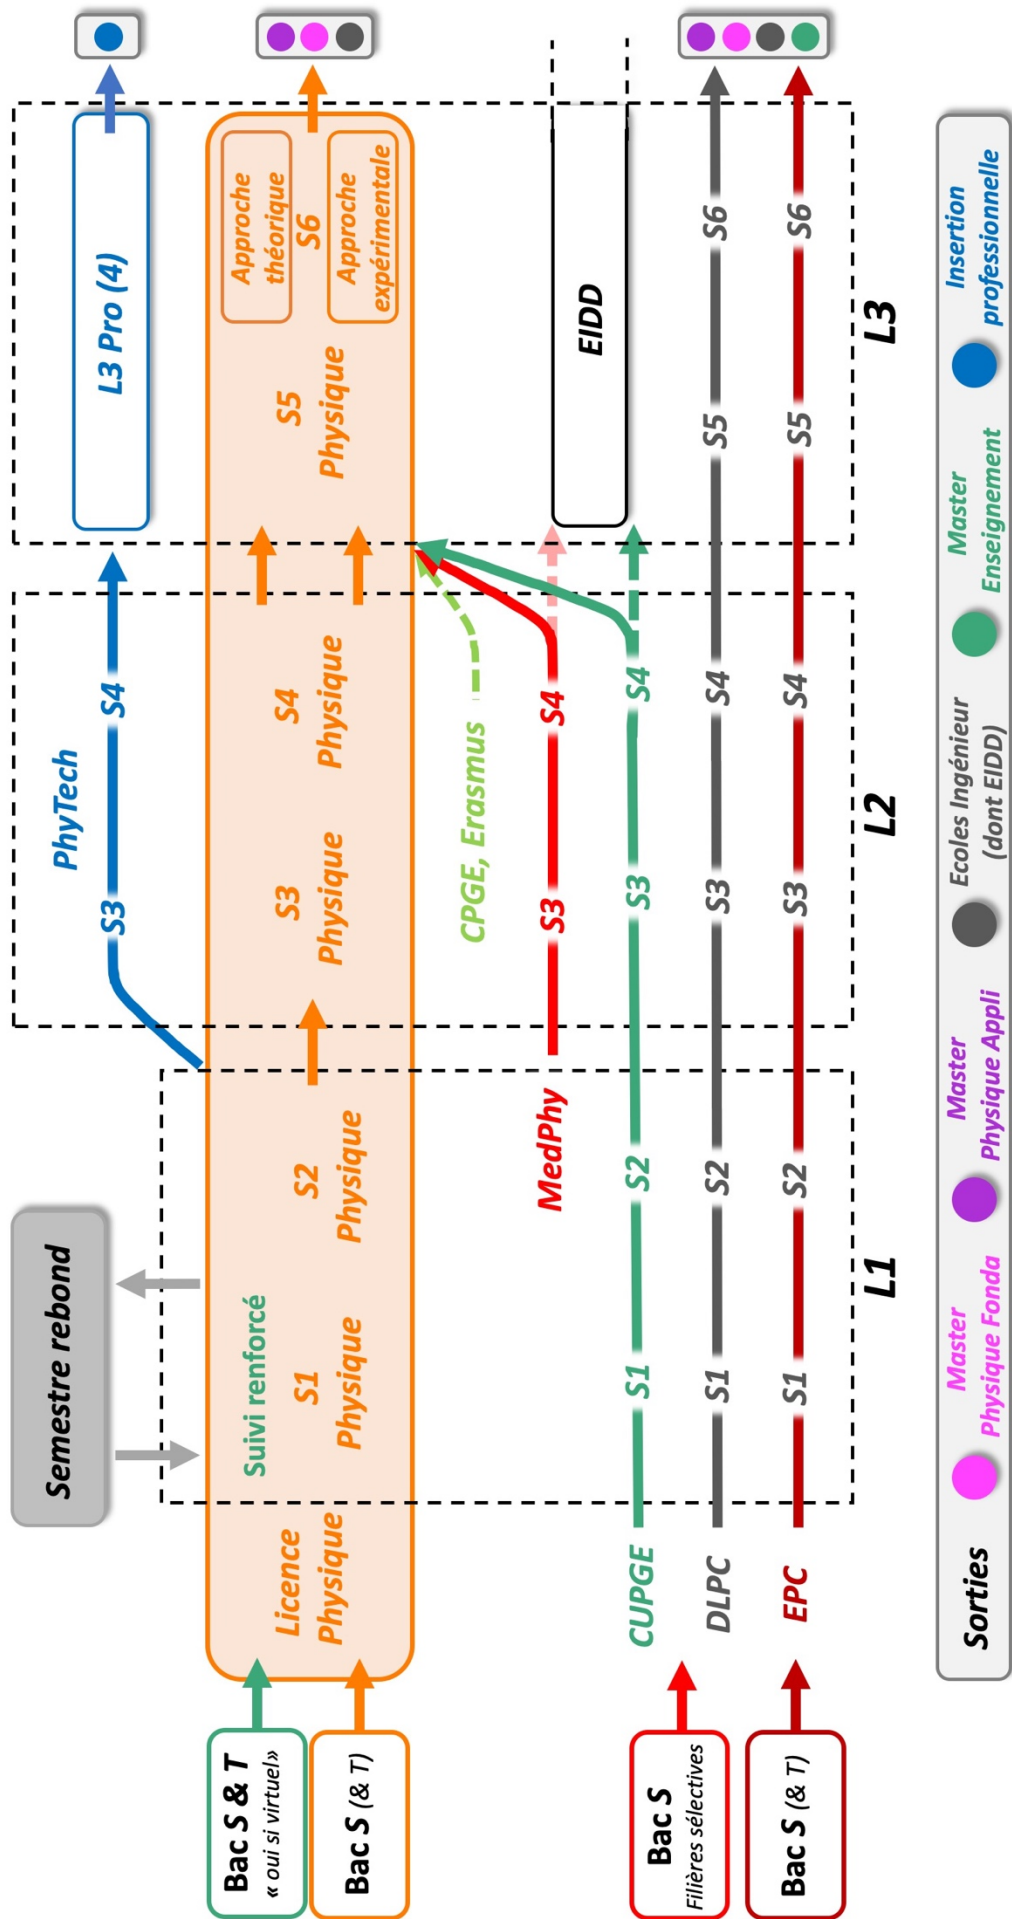 Semestre rebond
PhyTech
S3
S4
L3 Pro (4)
Bac S & T
« oui si virtuel»
Bac S (& T)
Licence
Physique
Suivi renforcé
S1
Physique
S2
Physique
S3
Physique
S4
Physique
S5
Physique
Approche
théorique
S6
Approche
expérimentale
CPGE, Erasmus
MedPhy
S3
S4
EIDD
Bac S
Filières sélectives
CUPGE
S1
S2
S3
S4
DLPC
S1
S2
S3
S4
S5
S6
Bac S (& T)
EPC
S1
S2
S3
S4
S5
S6
L1
L2
L3
Sorties
Master
Physique Fonda
Master
Physique Appli
Ecoles Ingénieur
(dont EIDD)
Master
Enseignement
Insertion
professionnelle